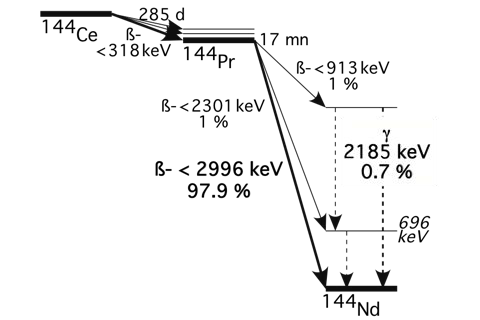 285 d
144Ce
ß-
<318 keV
144Pr
17 mn
ß-<913 keV
1 %
ß-<2301 keV
1 %
γ
2185 keV
0.7 %
ß- < 2996 keV
97.9 %
696
keV
144Nd